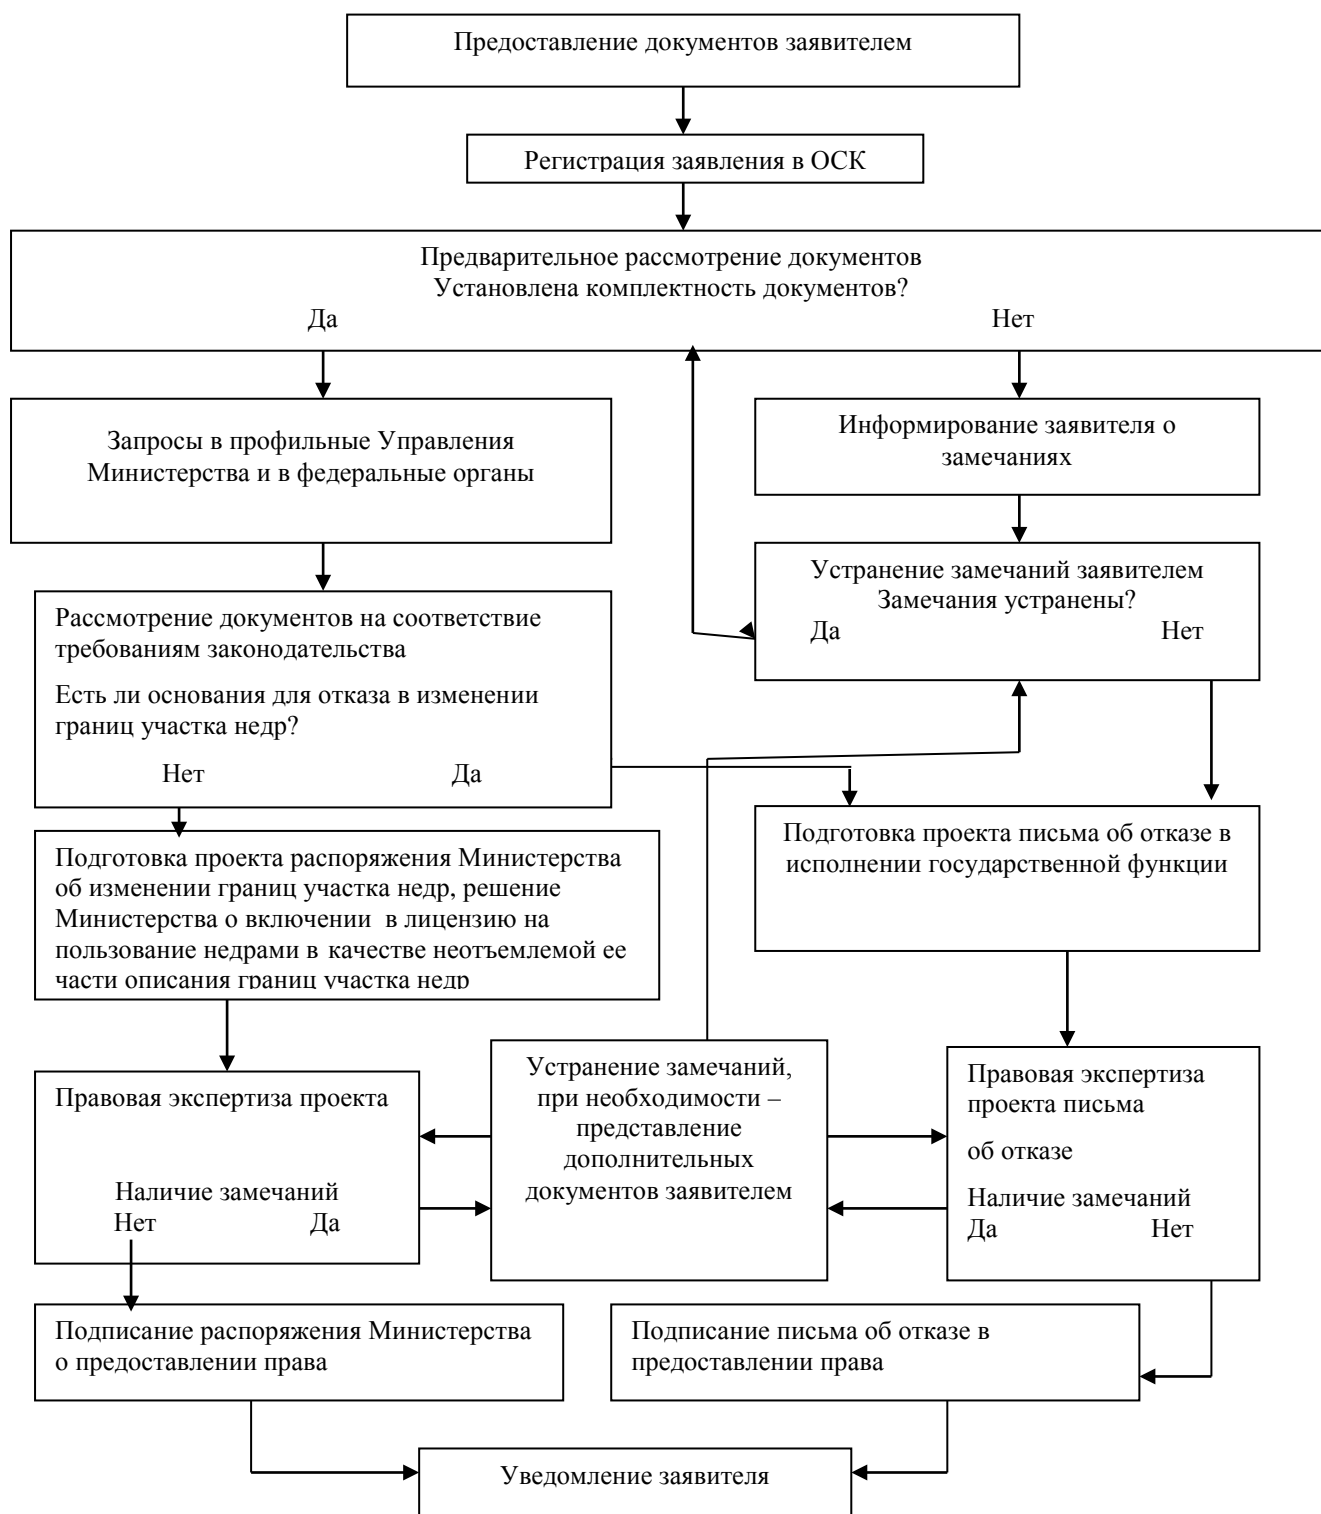 Предоставление документов заявителем
Регистрация заявления в ОСК
Предварительное рассмотрение документов
Установлена комплектность документов?
Да Нет
Запросы в профильные Управления
Министерства и в федеральные органы
Информирование заявителя о
замечаниях
Устранение замечаний заявителем
Замечания устранены?
Да Нет
Рассмотрение документов на соответствие
требованиям законодательства
Есть ли основания для отказа в изменении
границ участка недр?
Нет Да
Подготовка проекта распоряжения Министерства
об изменении границ участка недр, решение
Министерства о включении в лицензию на
пользование недрами в качестве неотъемлемой ее
части описания границ участка недр
Подготовка проекта письма об отказе в
исполнении государственной функции
Правовая экспертиза проекта
Наличие замечаний
Нет Да
Устранение замечаний,
при необходимости –
представление
дополнительных
документов заявителем
Правовая экспертиза
проекта письма
об отказе
Наличие замечаний
Да Нет
Подписание распоряжения Министерства
о предоставлении права
Подписание письма об отказе в
предоставлении права
Уведомление заявителя